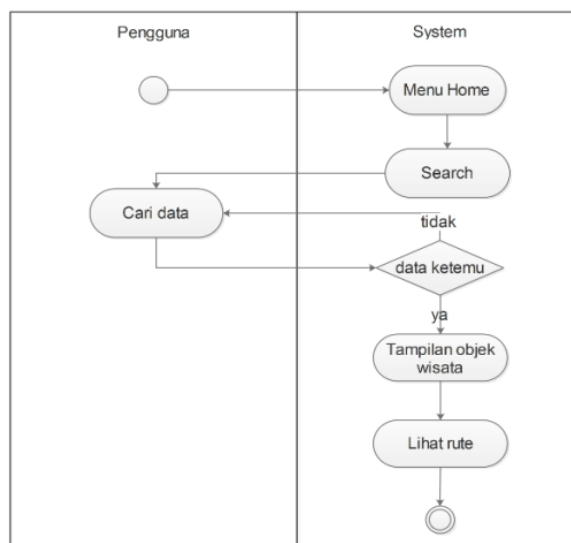 Pengguna
System
Menu Home
Search
Cari data
tidak
data ketemu
ya
Tampilan objek
wisata
Lihat rute